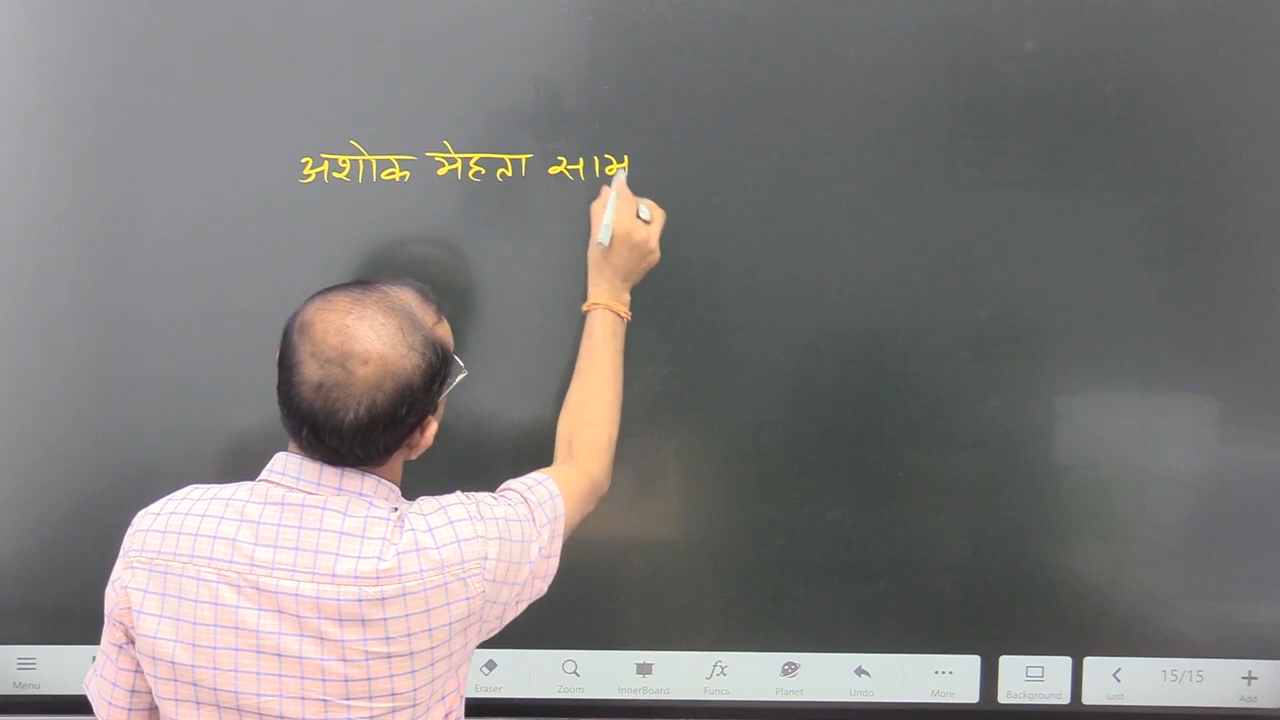 अशोक मेहता साम
Menu
Eraser
Zoom
InnerBoard
fx
Funcs
Planet
Undo
More
Background
Last
15/15
Add